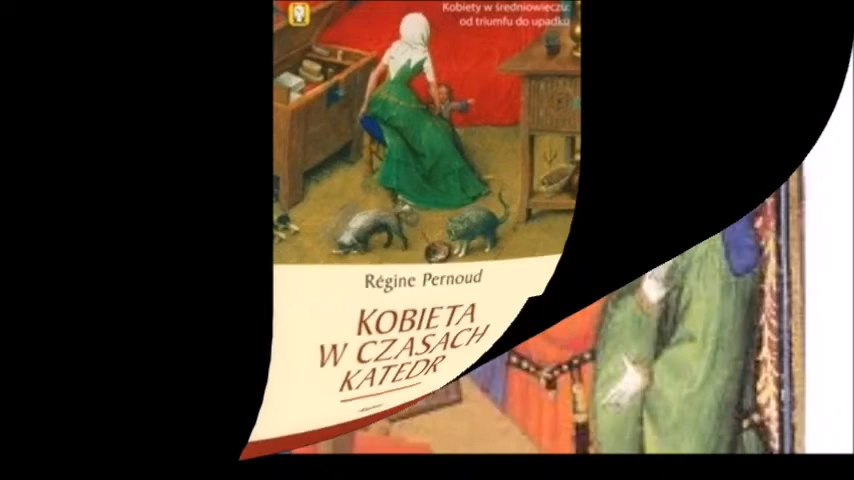 Kobiety w średniowieczu:
od triumfu do upadku
Régine Pernoud
KOBIETA
W CZASACH
KATEDR